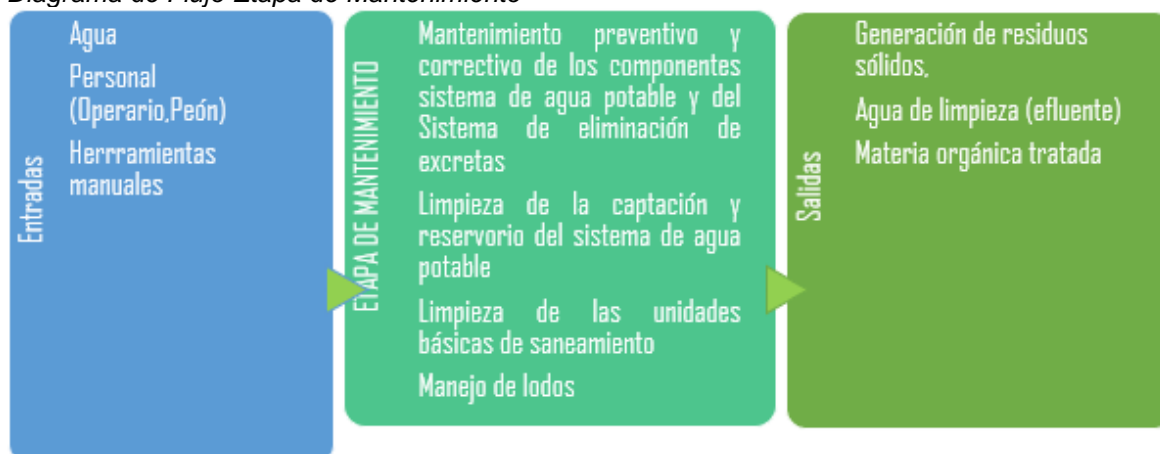 Diagrama de Flujo Etapa de Mantenimiento
Entradas
Agua
Personal
(Operario,Peón)
Herrramientas
manuales
ETAPA DE MANTENIMIENTO
Mantenimiento preventivo y
correctivo de los componentes
sistema de agua potable y del
Sistema de eliminación de
excretas
Limpieza de la captación y
reservorio del sistema de agua
potable
Limpieza de las unidades
básicas de saneamiento
Manejo de lodos
Salidas
Generación de residuos
sólidos,
Agua de limpieza (efluente)
Materia orgánica tratada